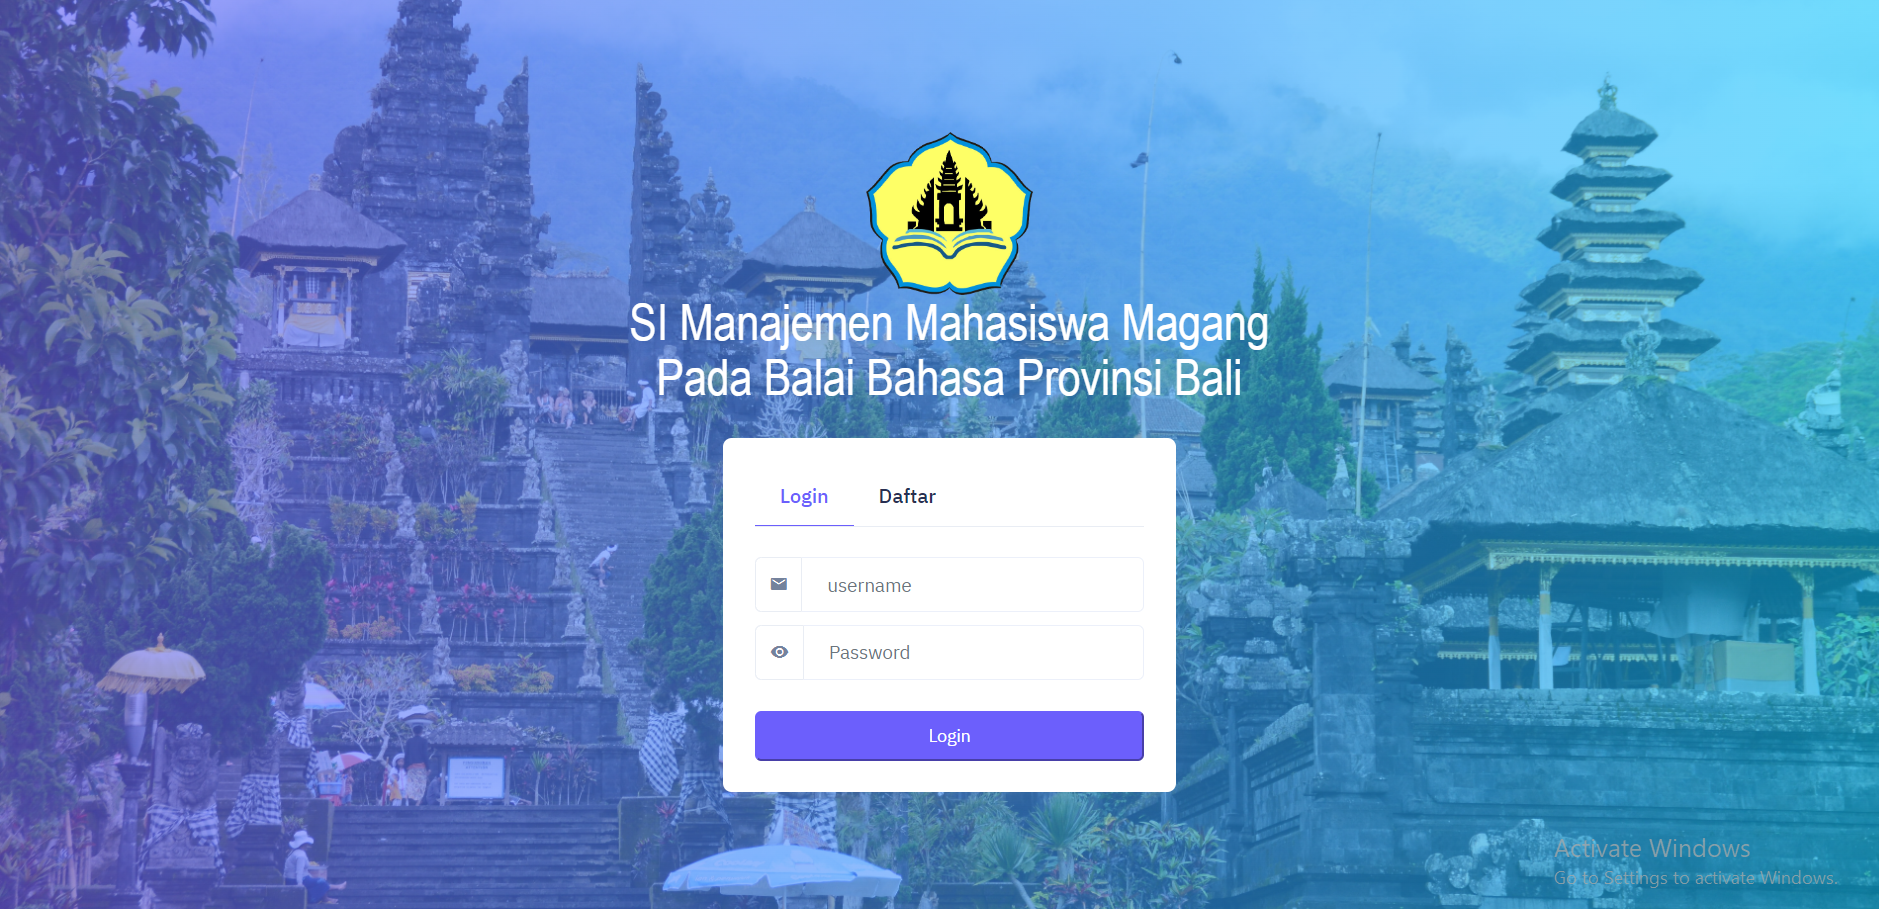 SI Manajemen Mahasiswa Magang
Pada Balai Bahasa Provinsi Bali
Login
Daftar
username
Password
Login
Activate Windows
Go to Settings to activate Windows.